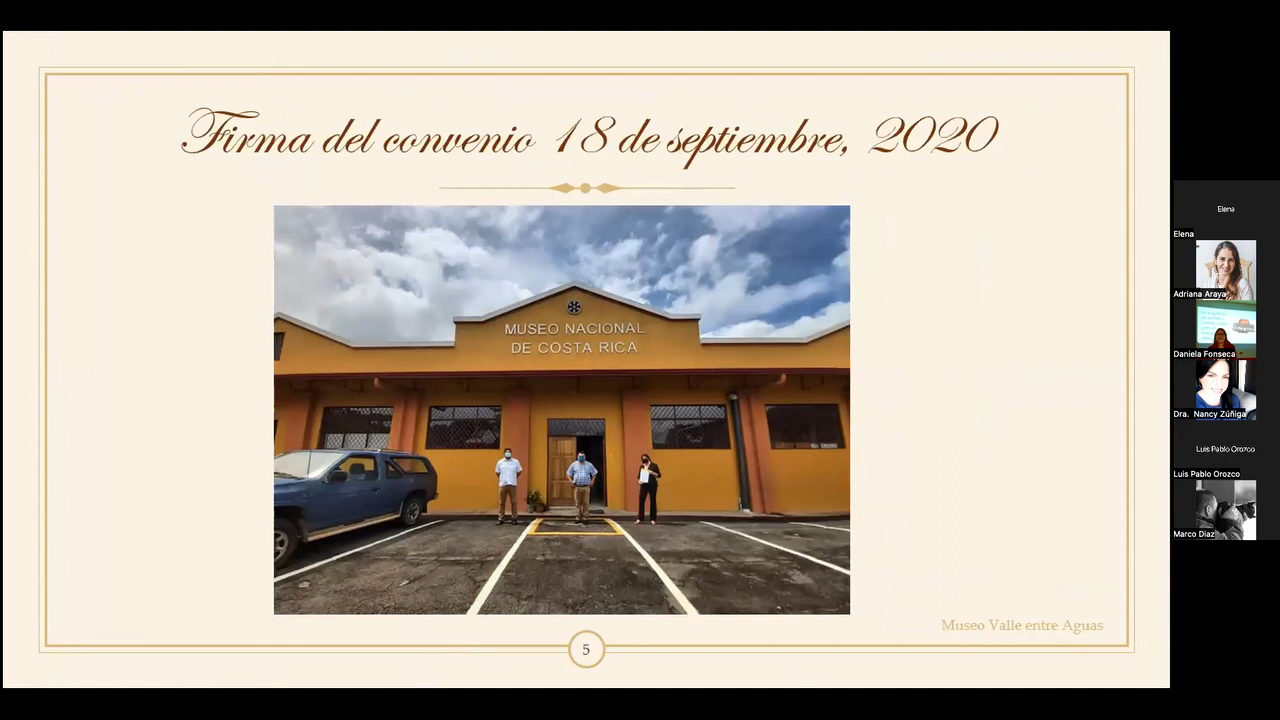 Firma del convenio 18 de septiembre, 2020
MUSEO NACIONAL
DE COSTA RICA
Museo Valle entre Aguas
5
Elena
Elena
Adriana Araya
Daniela Fonseca
Dra. Nancy Zúñiga
Luis Pablo Orozco
Luis Pablo Orozco
Marco Diaz